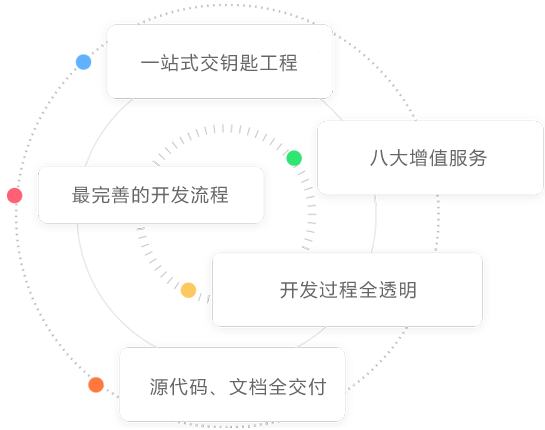 一站式交钥匙工程
八大增值服务
最完善的开发流程
开发过程全透明
源代码、文档全交付